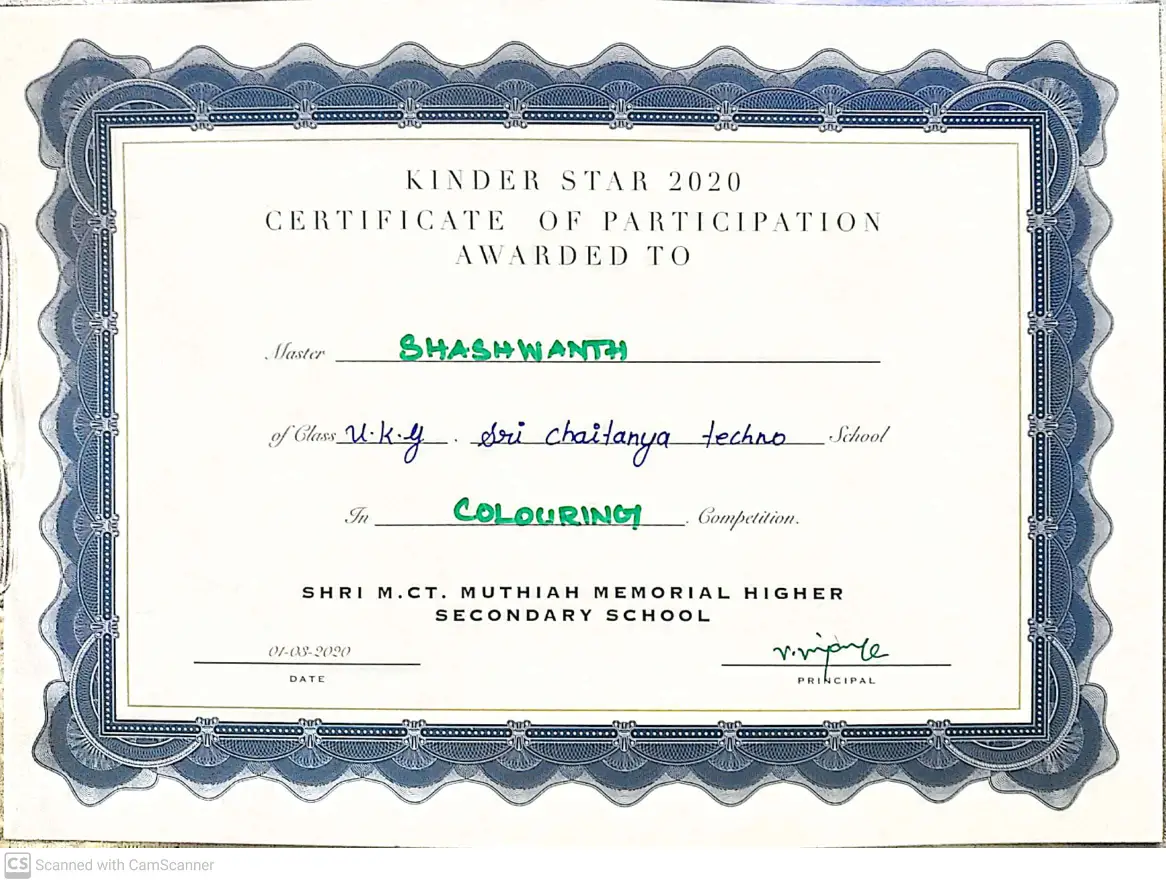 KINDER STAR 2020
CERTIFICATE OF PARTICIPATION
AWARDED TO
Master SHASHWANTH
of Class U.K.G. Sri Chaitanya techno School
In COLOURING. Competition.
SHRI M.CT. MUTHIAH MEMORIAL HIGHER
SECONDARY SCHOOL
01-03-2020
DATE
PRINCIPAL
CS Scanned with CamScanner